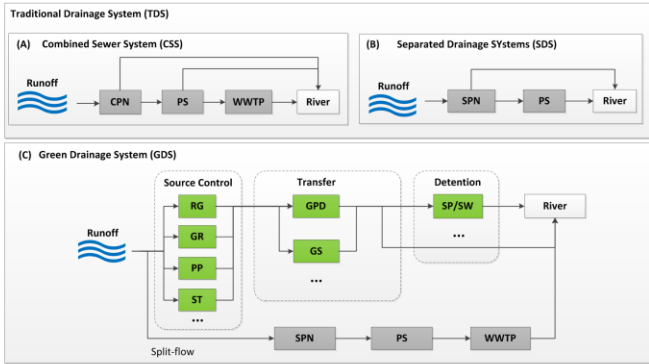 Traditional Drainage System (TDS)
(A) Combined Sewer System (CSS)
Runoff
CPN
PS
WWTP
River
(B) Separated Drainage SYstems (SDS)
Runoff
SPN
PS
River
(C) Green Drainage System (GDS)
Source Control
Transfer
Detention
Runoff
RG
GR
PP
ST
...
GPD
GS
...
SP/SW
...
River
Split-flow
SPN
PS
WWTP